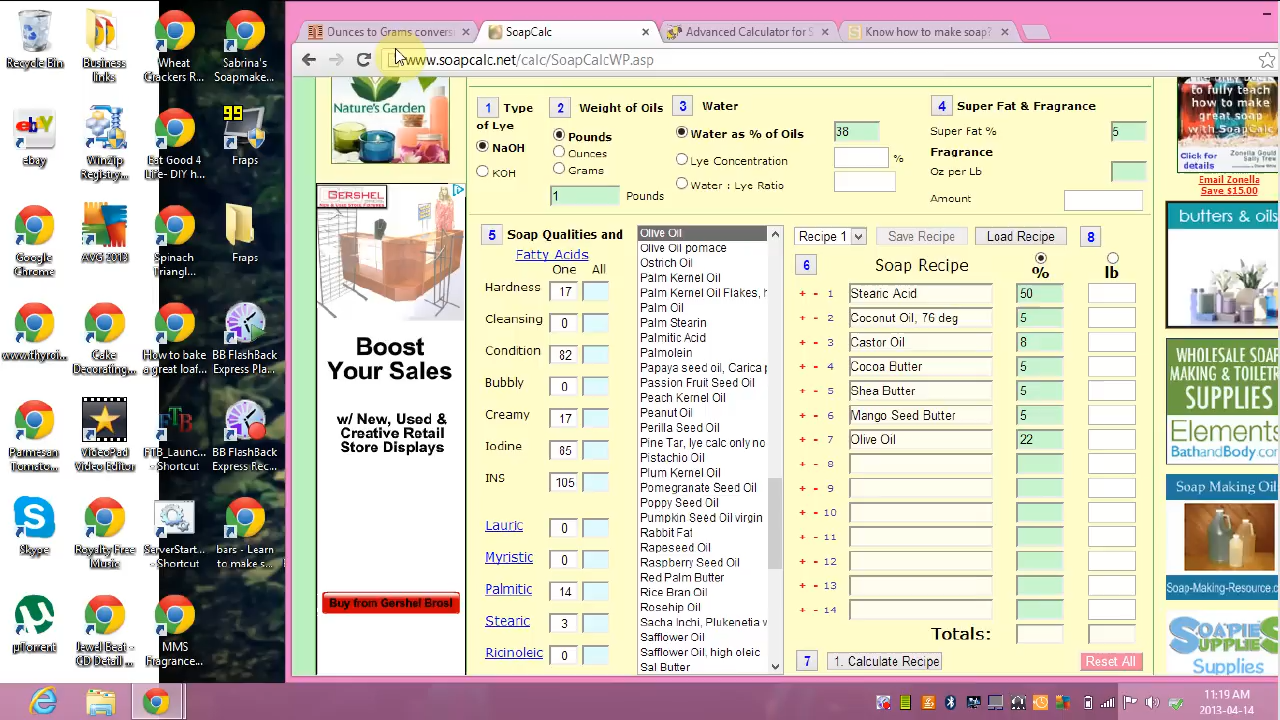 Recycle Bin
Business links
Wheat Crackers R...
Sabrina's Soapmake...
ebay
WinZip Registry...
Eat Good 4 Life- DIY h...
99
Fraps
Google Chrome
AVG 2013
Spinach Triangl...
Fraps
www.thyroi...
Cake Decorating...
How to bake a great loaf...
BB FlashBack Express Pla...
Parmesan Tomato...
VideoPad Video Editor
FTB
FTB_Launc... - Shortcut
BB FlashBack Express Rec...
Skype
Royalty Free Music
ServerStart... - Shortcut
bars - Learn to make s...
µTorrent
Jewel Beat - CD Detail ...
MMS Fragrance...
Ounces to Grams conversi
SoapCalc
Advanced Calculator for S
Know how to make soap?
www.soapcalc.net/calc/SoapCalcWP.asp
NATURE'S GARDEN
GERSHEL
Boost
Your Sales
w/ New, Used &
Creative Retail
Store Displays
Buy from Gershel Bros!
1 Type of Lye
NaOH
KOH
2 Weight of Oils
Pounds
Ounces
Grams
1 Pounds
3 Water
Water as % of Oils 38
Lye Concentration %
Water : Lye Ratio
4 Super Fat & Fragrance
Super Fat % 5
Fragrance
Oz per Lb
Amount
5 Soap Qualities and
Fatty Acids
One All
Hardness 17
Cleansing 0
Condition 82
Bubbly 0
Creamy 17
Iodine 85
INS 105
Lauric 0
Myristic 0
Palmitic 14
Stearic 3
Ricinoleic 0
Olive Oil
Olive Oil pomace
Ostrich Oil
Palm Kernel Oil
Palm Kernel Oil Flakes, h
Palm Oil
Palm Stearin
Palmitic Acid
Palmolein
Papaya seed oil, Carica p
Passion Fruit Seed Oil
Peach Kernel Oil
Peanut Oil
Perilla Seed Oil
Pine Tar, lye calc only no
Pistachio Oil
Plum Kernel Oil
Pomegranate Seed Oil
Poppy Seed Oil
Pumpkin Seed Oil virgin
Rabbit Fat
Rapeseed Oil
Raspberry Seed Oil
Red Palm Butter
Rice Bran Oil
Rosehip Oil
Sacha Inchi, Plukenetia v
Safflower Oil
Safflower Oil, high oleic
Sal Butter
Recipe 1 Save Recipe Load Recipe 8
6 Soap Recipe % lb
+ - 1 Stearic Acid 50
+ - 2 Coconut Oil, 76 deg 5
+ - 3 Castor Oil 8
+ - 4 Cocoa Butter 5
+ - 5 Shea Butter 5
+ - 6 Mango Seed Butter 5
+ - 7 Olive Oil 22
+ - 8
+ - 9
+ - 10
+ - 11
+ - 12
+ - 13
+ - 14
Totals:
7 1. Calculate Recipe Reset All
to fully
how to make
great soap
with SoapCalc
Zonella Gould
Sally Trew
Click for details
Email Zonella
Save $15.00
butters & oils
WHOLESALE SOAP
MAKING & TOILETR
SUPPLIES
Elements
BathandBody.com
Soap Making Oils
Soap-Making-Resource.com
SOAPIES
Supplies
11:19 AM
2013-04-14